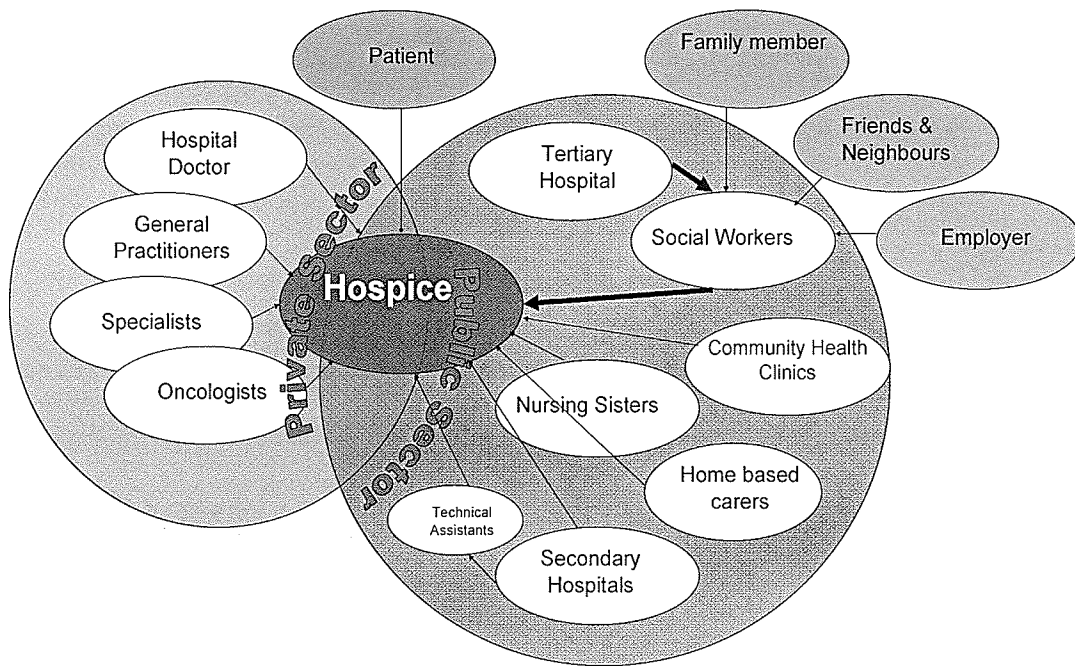 Patient
Family member
Friends &
Neighbours
Employer
Hospital
Doctor
General
Practitioners
Specialists
Oncologists
Private Sector
Hospice
Public Sector
Tertiary
Hospital
Social Workers
Community Health
Clinics
Nursing Sisters
Home based
carers
Technical
Assistants
Secondary
Hospitals